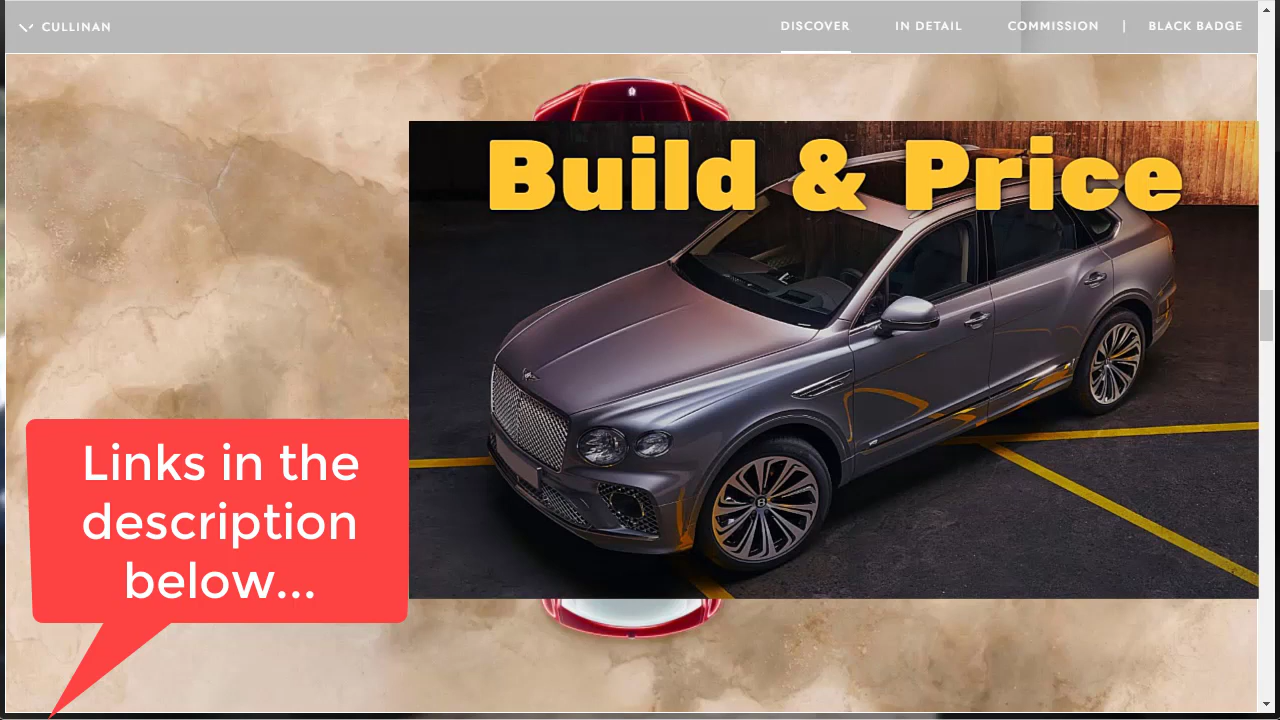 CULLINAN
DISCOVER
IN DETAIL
COMMISSION
|
BLACK BADGE
Build & Price
Links in the
description
below...
B